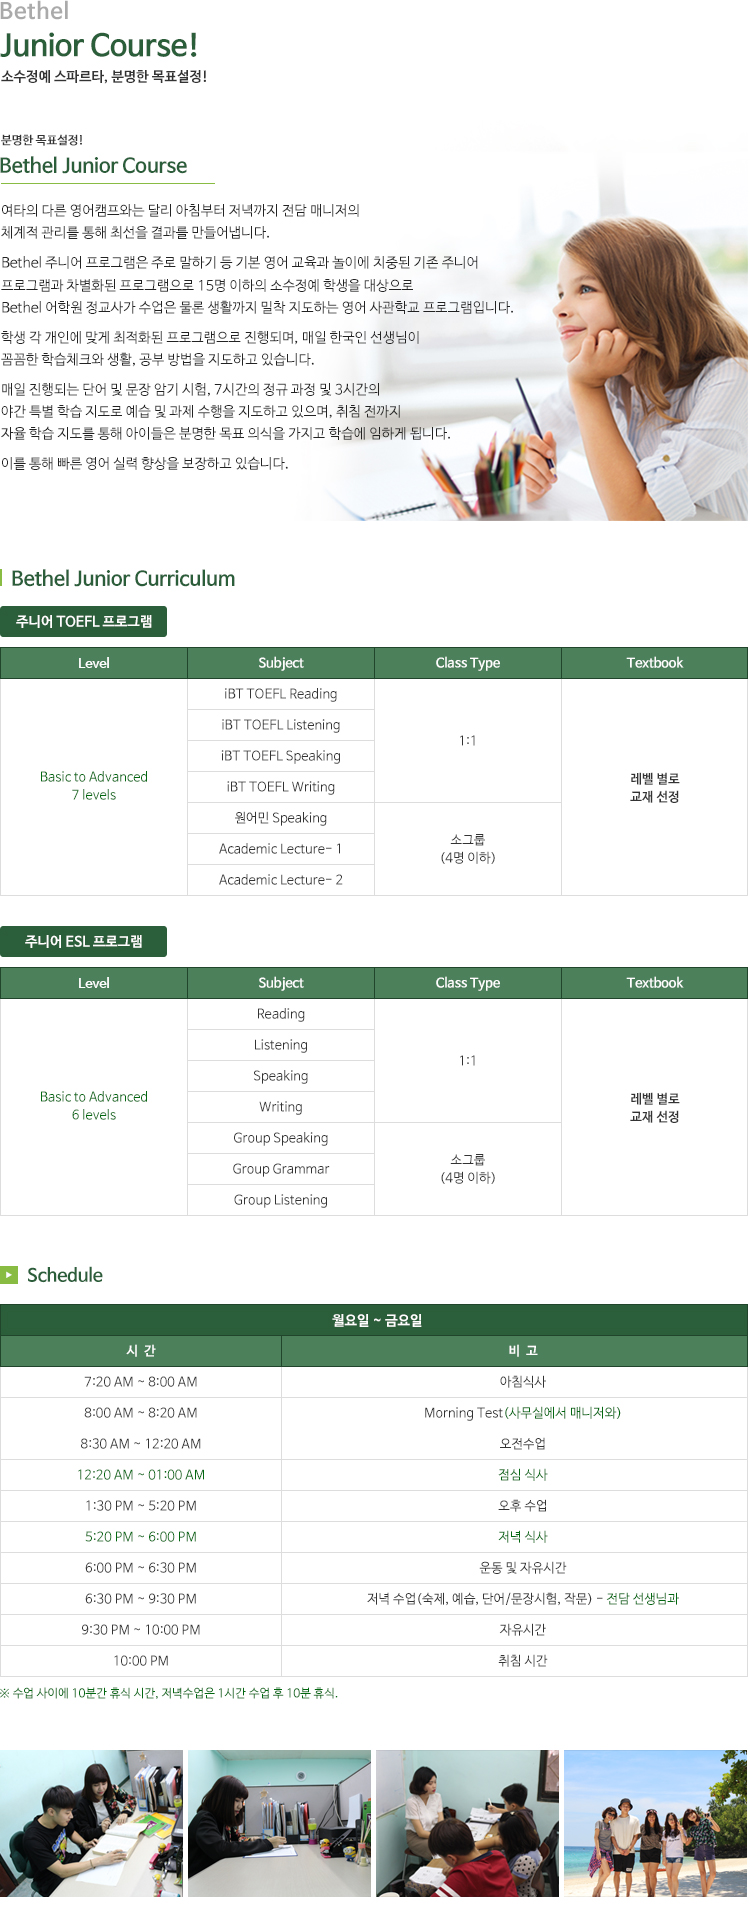 Bethel
Junior Course!
소수정예 스파르타, 분명한 목표설정!
분명한 목표설정!
Bethel Junior Course
여타의 다른 영어캠프와는 달리 아침부터 저녁까지 전담 매니저의
체계적 관리를 통해 최선을 결과를 만들어냅니다.
Bethel 주니어 프로그램은 주로 말하기 등 기본 영어 교육과 놀이에 치중된 기존 주니어
프로그램과 차별화된 프로그램으로 15명 이하의 소수정예 학생을 대상으로
Bethel 어학원 정교사가 수업은 물론 생활까지 밀착 지도하는 영어 사관학교 프로그램입니다.
학생 각 개인에 맞게 최적화된 프로그램으로 진행되며, 매일 한국인 선생님이
꼼꼼한 학습체크와 생활, 공부 방법을 지도하고 있습니다.
매일 진행되는 단어 및 문장 암기 시험, 7시간의 정규 과정 및 3시간의
야간 특별 학습 지도로 예습 및 과제 수행을 지도하고 있으며, 취침 전까지
자율 학습 지도를 통해 아이들은 분명한 목표 의식을 가지고 학습에 임하게 됩니다.
이를 통해 빠른 영어 실력 향상을 보장하고 있습니다.
Bethel Junior Curriculum
주니어 TOEFL 프로그램
Level Subject Class Type Textbook
iBT TOEFL Reading
iBT TOEFL Listening
1:1
iBT TOEFL Speaking
Basic to Advanced
7 levels
레벨 별로
교재 선정
iBT TOEFL Writing
원어민 Speaking
소그룹
(4명 이하)
Academic Lecture- 1
Academic Lecture- 2
주니어 ESL 프로그램
Level Subject Class Type Textbook
Reading
Listening
1:1
Speaking
Basic to Advanced
6 levels
레벨 별로
교재 선정
Writing
Group Speaking
소그룹
(4명 이하)
Group Grammar
Group Listening
Schedule
월요일 ~ 금요일
시 간 비 고
7:20 AM ~ 8:00 AM 아침식사
8:00 AM ~ 8:20 AM Morning Test(사무실에서 매니저와)
8:30 AM ~ 12:20 AM 오전수업
12:20 AM ~ 01:00 AM 점심 식사
1:30 PM ~ 5:20 PM 오후 수업
5:20 PM ~ 6:00 PM 저녁 식사
6:00 PM ~ 6:30 PM 운동 및 자유시간
6:30 PM ~ 9:30 PM 저녁 수업(숙제, 예습, 단어/문장시험, 작문) - 전담 선생님과
9:30 PM ~ 10:00 PM 자유시간
10:00 PM 취침 시간
※ 수업 사이에 10분간 휴식 시간, 저녁수업은 1시간 수업 후 10분 휴식.